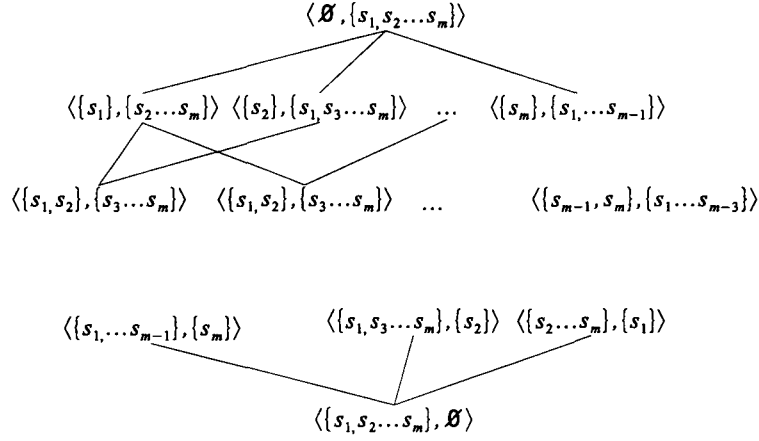 ⟨∅, {s₁, s₂…sₘ}⟩
⟨{s₁}, {s₂…sₘ}⟩ ⟨{s₂}, {s₁, s₃…sₘ}⟩ … ⟨{sₘ}, {s₁, …sₘ₋₁}⟩
⟨{s₁, s₂}, {s₃…sₘ}⟩ ⟨{s₁, s₂}, {s₃…sₘ}⟩ … ⟨{sₘ₋₁, sₘ}, {s₁…sₘ₋₃}⟩
⟨{s₁, …sₘ₋₁}, {sₘ}⟩ ⟨{s₁, s₃…sₘ}, {s₂}⟩ ⟨{s₂…sₘ}, {s₁}⟩
⟨{s₁, s₂…sₘ}, ∅⟩